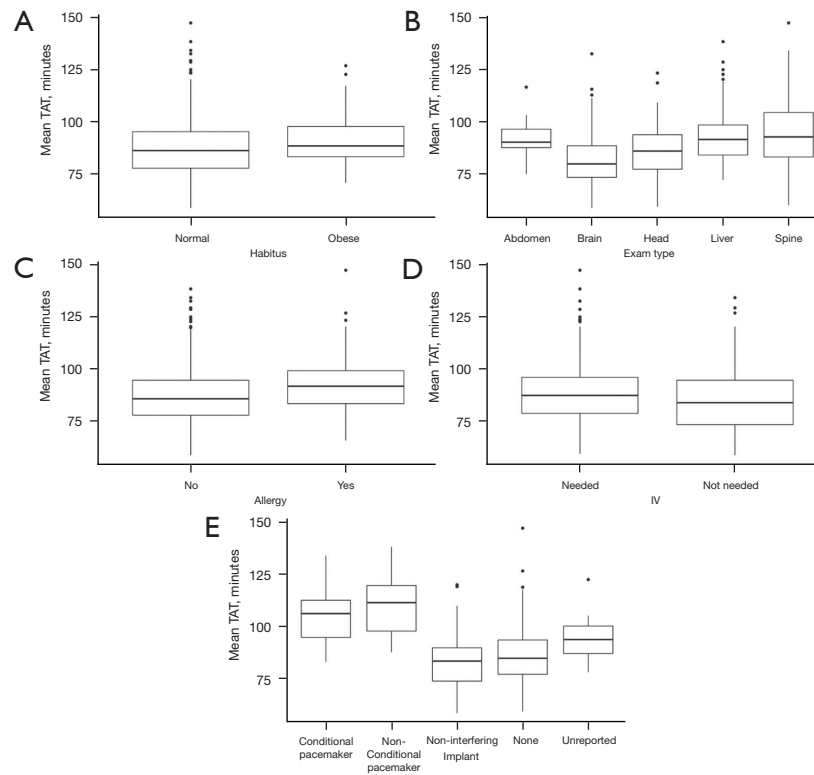 A
Mean TAT, minutes
150
125
100
75
Normal
Obese
Habitus
B
Mean TAT, minutes
150
125
100
75
Abdomen
Brain
Head
Liver
Spine
Exam type
C
Mean TAT, minutes
150
125
100
75
No
Yes
Allergy
D
Mean TAT, minutes
150
125
100
75
Needed
Not needed
IV
E
Mean TAT, minutes
150
125
100
75
Conditional
pacemaker
Non-
Conditional
pacemaker
Non-interfering
None
Unreported
Implant